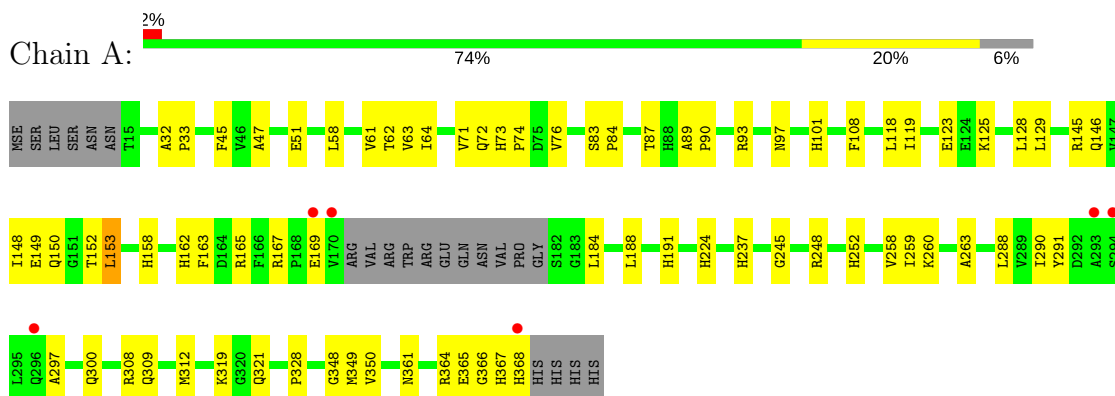 2%
Chain A:
74% 20% 6%
MSE SER LEU SER ASN ASN T15 A32 P33 F45 V46 A47 E51 L58 V61 T62 V63 I64 V71 Q72 H73 P74 D75 V76 S83 P84 T87 H88 A89 P90 R93 N97 H101 F108 L118 I119 E123 E124 K125 L128 L129 R145 Q146 V147
I148 E149 Q150 G151 T152 L153 H158 H162 F163 D164 R165 F166 R167 P168 E169 V170 ARG VAL ARG TRP ARG GLU GLN ASN VAL PRO GLY S182 G183 L184 L188 H191 H224 H237 G245 R248 H252 V258 I259 K260 A263 L288 V289 I290 Y291 D292 A293 S294
L295 Q296 A297 Q300 R308 Q309 M312 K319 G320 Q321 P328 G348 M349 V350 N361 R364 E365 G366 H367 H368 HIS HIS HIS HIS